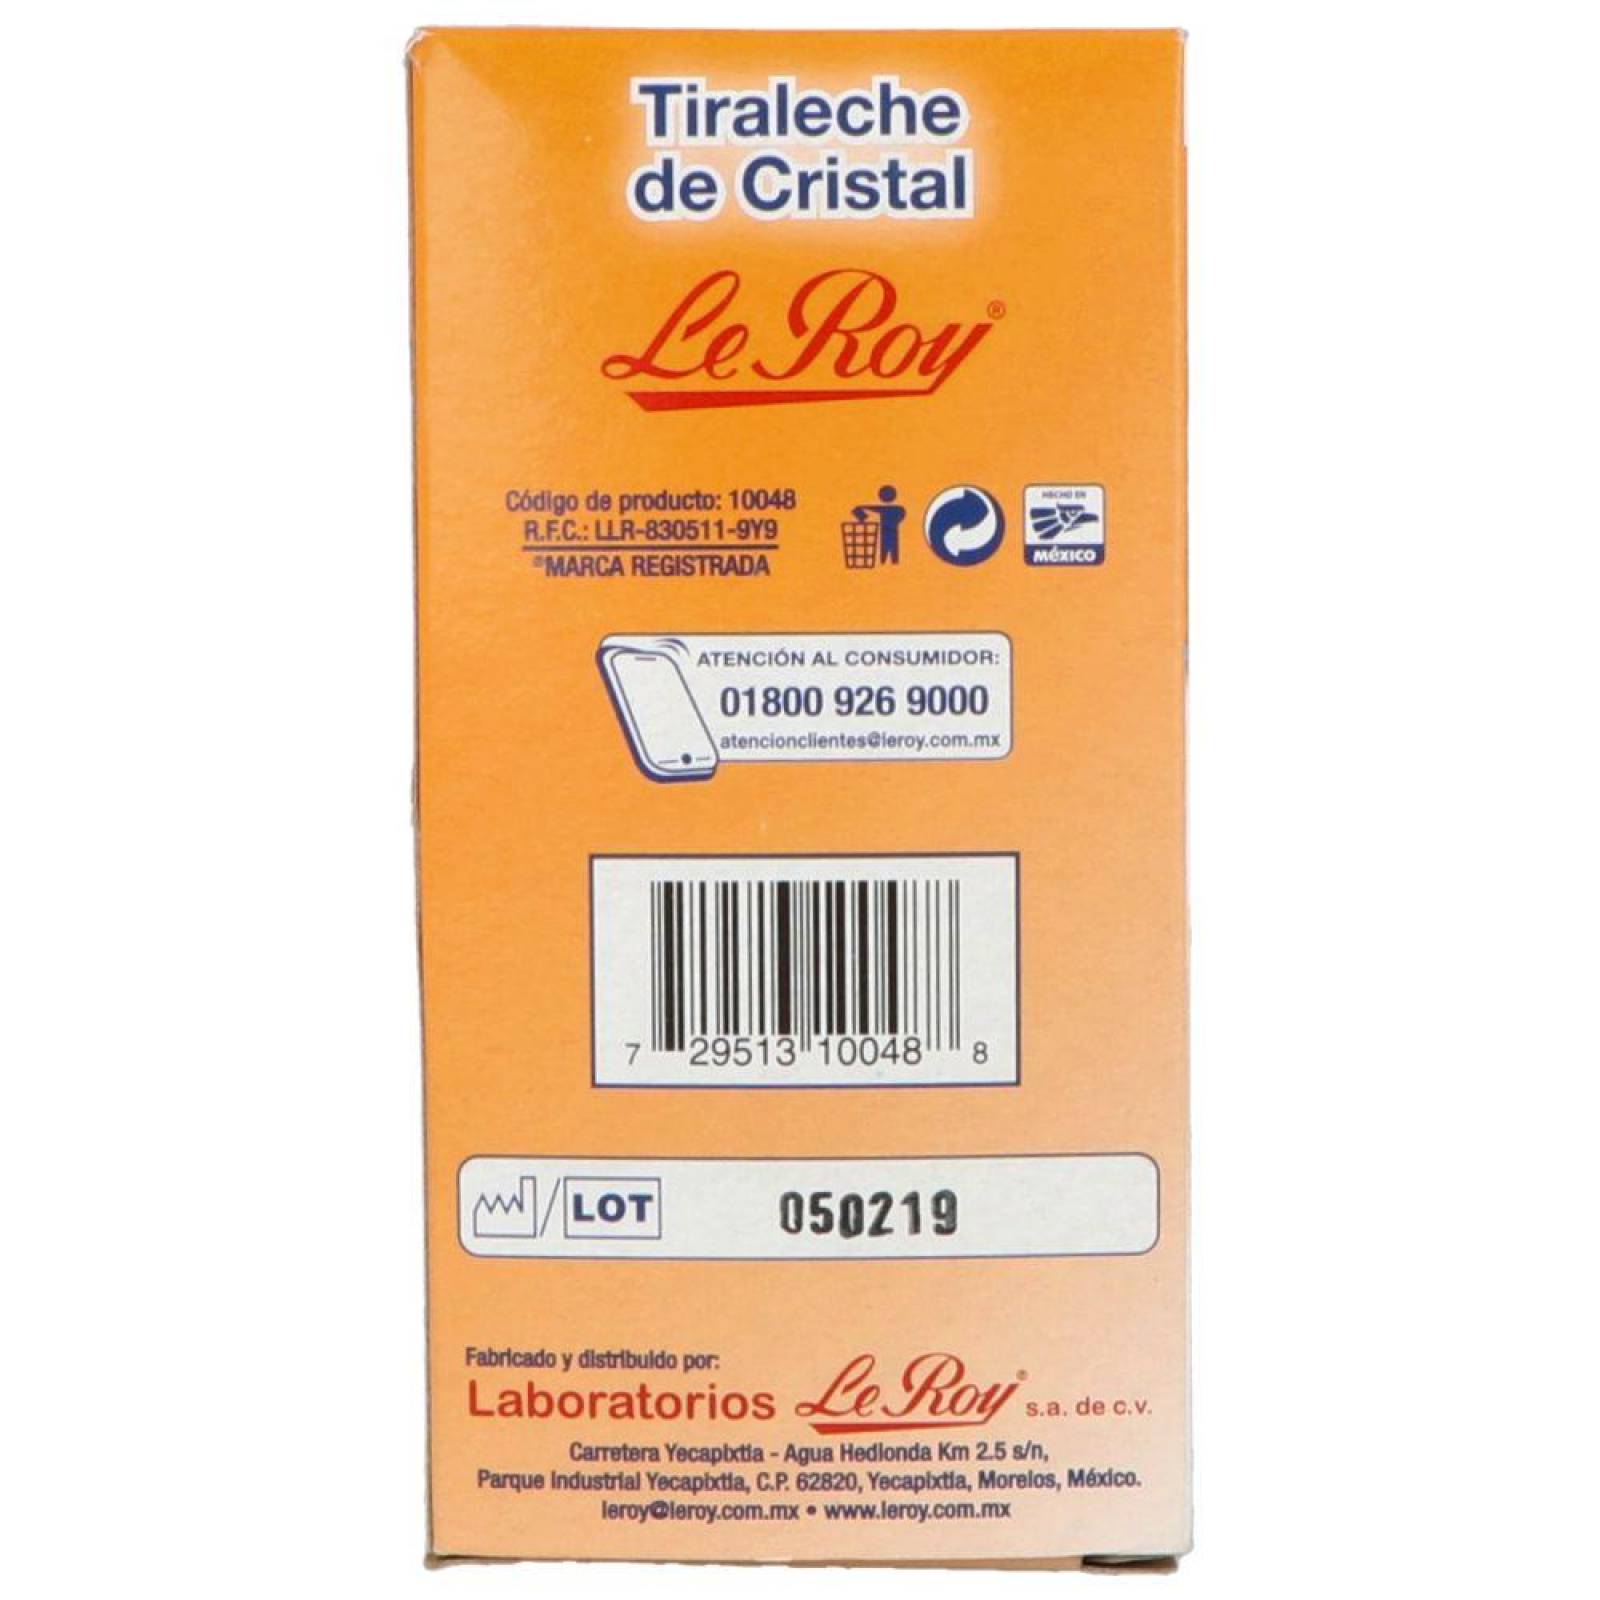 Tiraleche
de Cristal
Le Roy®
Código de producto: 10048
R.F.C.: LLR-830511-9Y9
®MARCA REGISTRADA
HECHO EN
MÉXICO
ATENCIÓN AL CONSUMIDOR:
01800 926 9000
atencionclientes@leroy.com.mx
7 29513 10048 8
LOT 050219
Fabricado y distribuido por:
Laboratorios Le Roy® s.a. de c.v.
Carretera Yecapixtla - Agua Hedionda Km 2.5 s/n,
Parque Industrial Yecapixtla, C.P. 62820, Yecapixtla, Morelos, México.
leroy@leroy.com.mx • www.leroy.com.mx